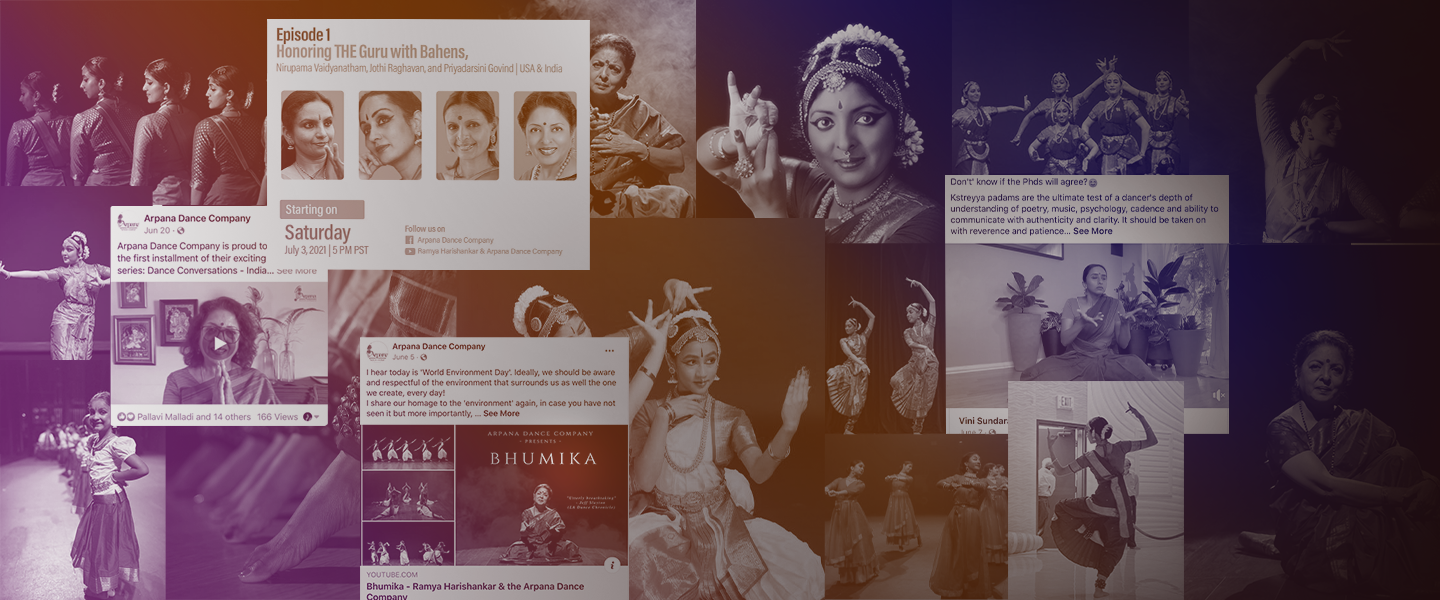 Episode 1
Honoring THE Guru with Bahens,
Nirupama Vaidyanatham, Jothi Raghavan, and Priyadarsini Govind | USA & India
Starting on
Saturday
July 3, 2021 | 5 PM PST
Follow us on
Arpana Dance Company
Ramya Harishankar & Arpana Dance Company
Arpana Dance Company
Jun 20 ·
Arpana Dance Company is proud to
the first installment of their exciting
series: Dance Conversations - India... See More
Pallavi Malladi and 14 others 166 Views
Arpana Dance Company
June 5 ·
I hear today is 'World Environment Day'. Ideally, we should be aware
and respectful of the environment that surrounds us as well the one
we create, every day!
I share our homage to the 'environment' again, in case you have not
seen it but more importantly, ... See More
ARPANA DANCE COMPANY
- PRESENTS -
BHUMIKA
YOUTUBE.COM
Bhumika - Ramya Harishankar & the Arpana Dance
Company
Don't' know if the Phds will agree?
Kstreyya padams are the ultimate test of a dancer's depth of
understanding of poetry, music, psychology, cadence and ability to
communicate with authenticity and clarity. It should be taken on
with reverence and patience... See More
Vini Sundar
June 7 ·
EXIT